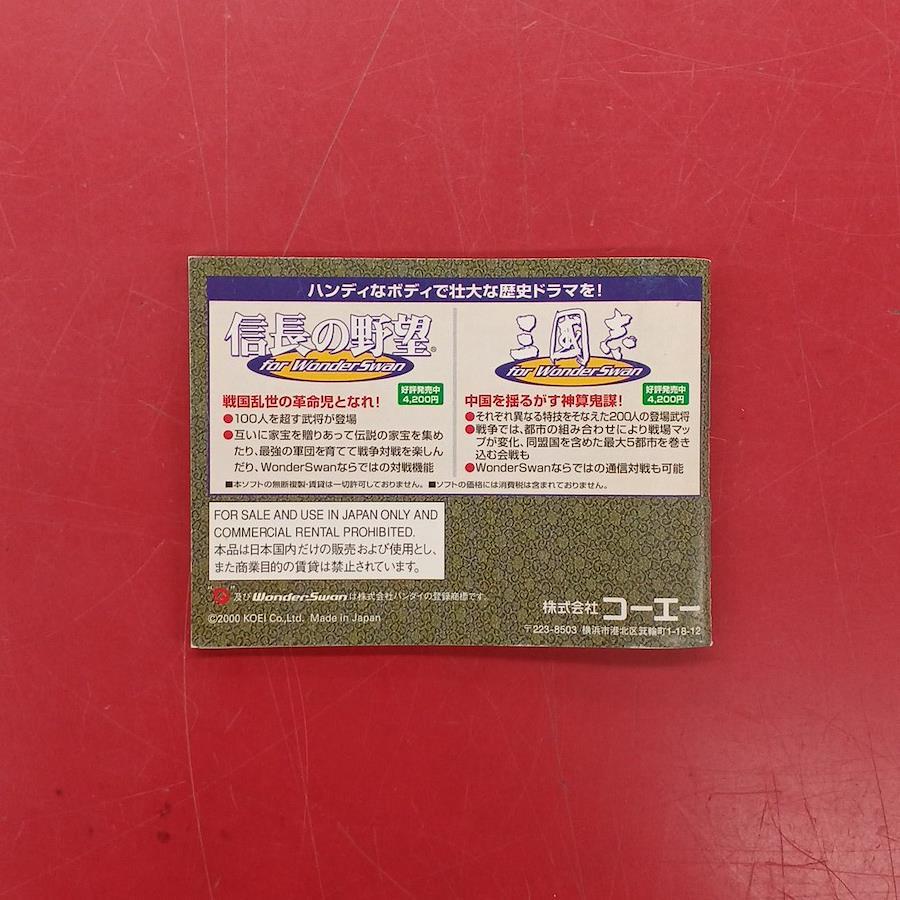 ハンディなボディで壮大な歴史ドラマを!
信長の野望®
for WonderSwan
好評発売中
4,200円
戦国乱世の革命児となれ!
●100人を超す武将が登場
●互いに家宝を贈りあって伝説の家宝を集め
たり、最強の軍団を育てて戦争対戦を楽しん
だり、WonderSwanならではの対戦機能
三國志
for WonderSwan
好評発売中
4,200円
中国を揺るがす神算鬼謀!
●それぞれ異なる特技をそなえた200人の登場武将
●戦争では、都市の組み合わせにより戦場マッ
プが変化、同盟国を含めた最大5都市を巻き
込む会戦も
●WonderSwanならではの通信対戦も可能
■本ソフトの無断複製・賃貸は一切許可しておりません。■ソフトの価格には消費税は含まれておりません。
FOR SALE AND USE IN JAPAN ONLY AND
COMMERCIAL RENTAL PROHIBITED.
本品は日本国内だけの販売および使用とし、
また商業目的の賃貸は禁止されています。
及びWonderSwanは株式会社バンダイの登録商標です。
©2000 KOEI Co.,Ltd. Made in Japan
株式会社コーエー
〒223-8503 横浜市港北区箕輪町1-18-12